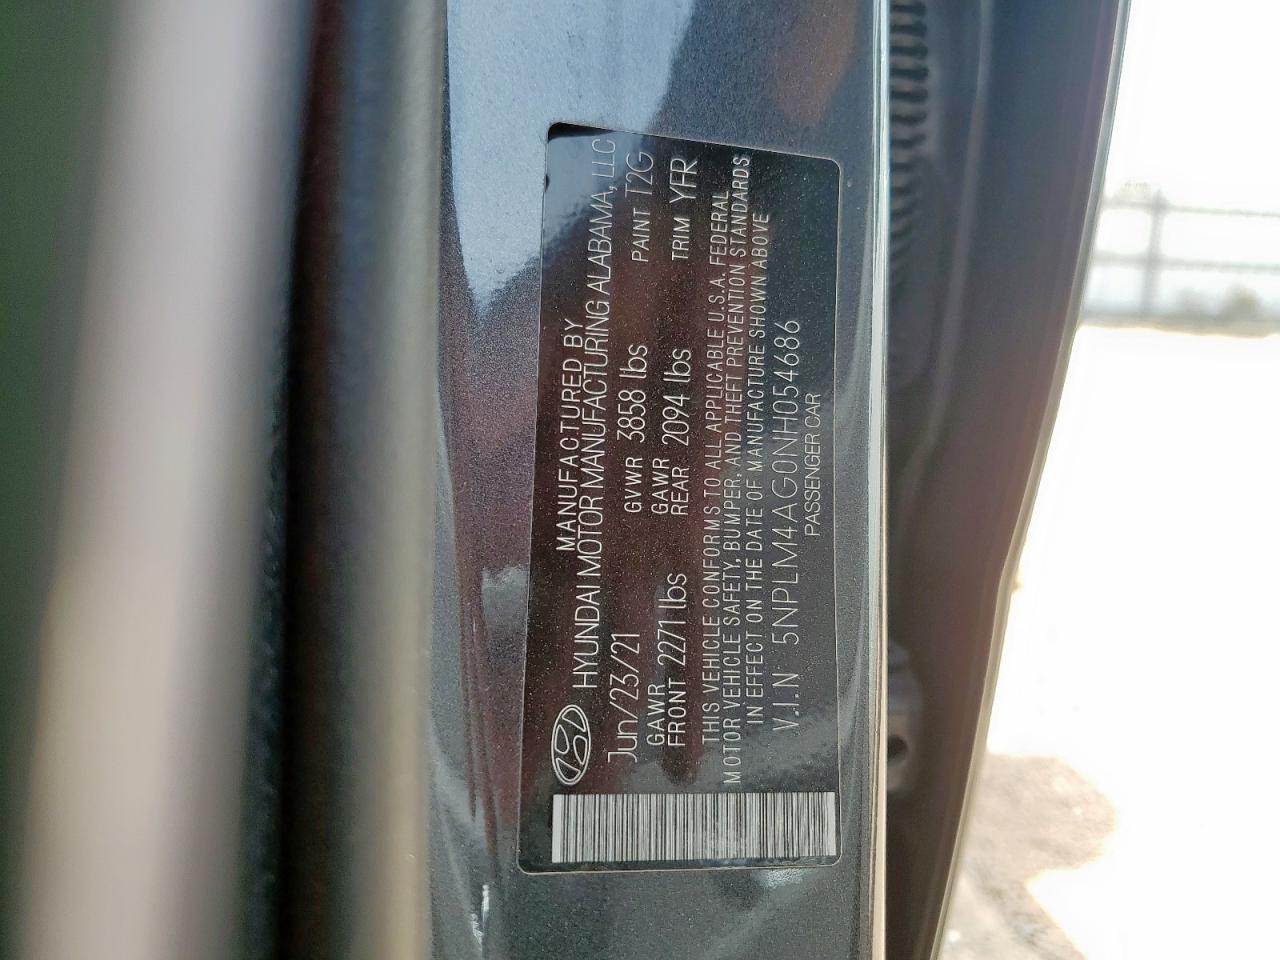 MANUFACTURED BY
HYUNDAI MOTOR MANUFACTURING ALABAMA, LLC
Jun/23/21 GVWR 3858 lbs PAINT T2G
GAWR FRONT 2271 lbs GAWR REAR 2094 lbs TRIM YFR
THIS VEHICLE CONFORMS TO ALL APPLICABLE U.S.A. FEDERAL
MOTOR VEHICLE SAFETY, BUMPER, AND THEFT PREVENTION STANDARDS
IN EFFECT ON THE DATE OF MANUFACTURE SHOWN ABOVE
V.I.N 5NPLM4AG0NH054686
PASSENGER CAR